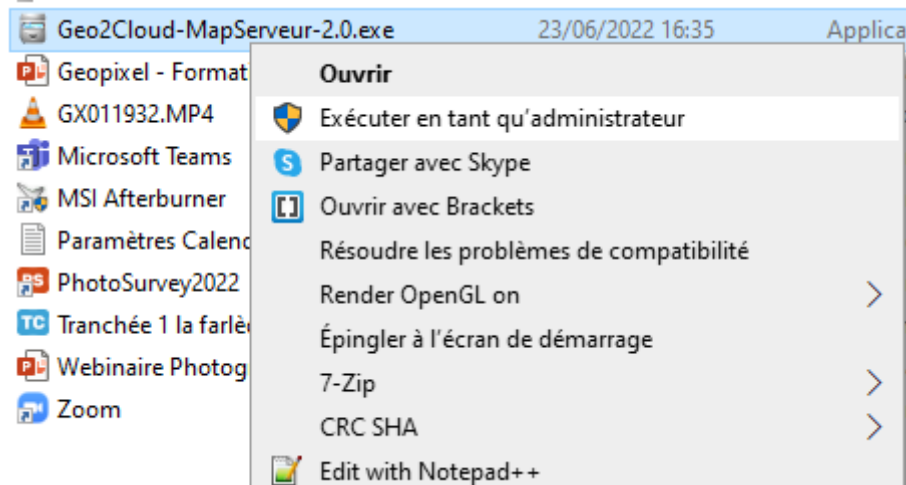 Geo2Cloud-MapServeur-2.0.exe 23/06/2022 16:35 Applica
Geopixel - Format
GX011932.MP4
Microsoft Teams
MSI Afterburner
Paramètres Calend
PhotoSurvey2022
TC Tranchée 1 la farlè
Webinaire Photog
Zoom
Ouvrir
Exécuter en tant qu'administrateur
Partager avec Skype
Ouvrir avec Brackets
Résoudre les problèmes de compatibilité
Render OpenGL on
Épingler à l'écran de démarrage
7-Zip
CRC SHA
Edit with Notepad++